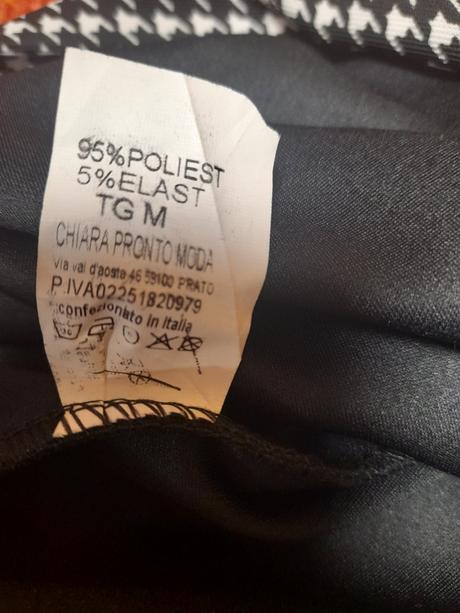 95%POLIEST
5%ELAST
TG M
CHIARA PRONTO MODA
via val d'aosta 46 59100 PRATO
P.IVA02251820979
confezionato in italia